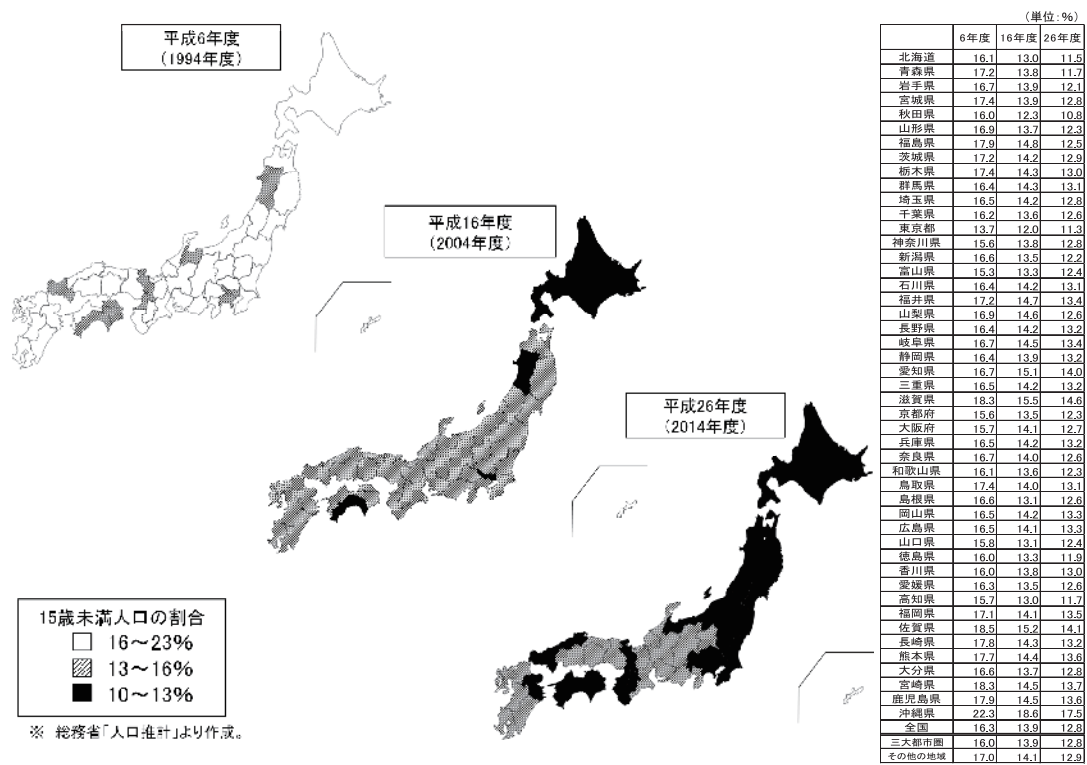 平成6年度
(1994年度)
平成16年度
(2004年度)
平成26年度
(2014年度)
15歳未満人口の割合
16～23%
13～16%
10～13%
※ 総務省「人口推計」より作成。
(単位:%)
6年度 16年度 26年度
北海道 16.1 13.0 11.5
青森県 17.2 13.8 11.7
岩手県 16.7 13.9 12.1
宮城県 17.4 13.9 12.8
秋田県 16.0 12.3 10.8
山形県 16.9 13.7 12.3
福島県 17.9 14.8 12.5
茨城県 17.2 14.2 12.9
栃木県 17.4 14.3 13.0
群馬県 16.4 14.3 13.1
埼玉県 16.5 14.2 12.8
千葉県 16.2 13.6 12.6
東京都 13.7 12.0 11.3
神奈川県 15.6 13.8 12.8
新潟県 16.6 13.5 12.2
富山県 15.3 13.3 12.4
石川県 16.4 14.2 13.1
福井県 17.2 14.7 13.4
山梨県 16.9 14.6 12.6
長野県 16.4 14.2 13.2
岐阜県 16.7 14.5 13.4
静岡県 16.4 13.9 13.2
愛知県 16.7 15.1 14.0
三重県 16.5 14.2 13.2
滋賀県 18.3 15.5 14.6
京都府 15.6 13.5 12.3
大阪府 15.7 14.1 12.7
兵庫県 16.5 14.2 13.2
奈良県 16.7 14.0 12.6
和歌山県 16.1 13.6 12.3
鳥取県 17.4 14.0 13.1
島根県 16.6 13.1 12.6
岡山県 16.5 14.2 13.3
広島県 16.5 14.1 13.3
山口県 15.8 13.1 12.4
徳島県 16.0 13.3 11.9
香川県 16.0 13.8 13.0
愛媛県 16.3 13.5 12.6
高知県 15.7 13.0 11.7
福岡県 17.1 14.1 13.5
佐賀県 18.5 15.2 14.1
長崎県 17.8 14.3 13.2
熊本県 17.7 14.4 13.6
大分県 16.6 13.7 12.8
宮崎県 18.3 14.5 13.7
鹿児島県 17.9 14.5 13.6
沖縄県 22.3 18.6 17.5
全国 16.3 13.9 12.8
三大都市圏 16.0 13.9 12.8
その他の地域 17.0 14.1 12.9